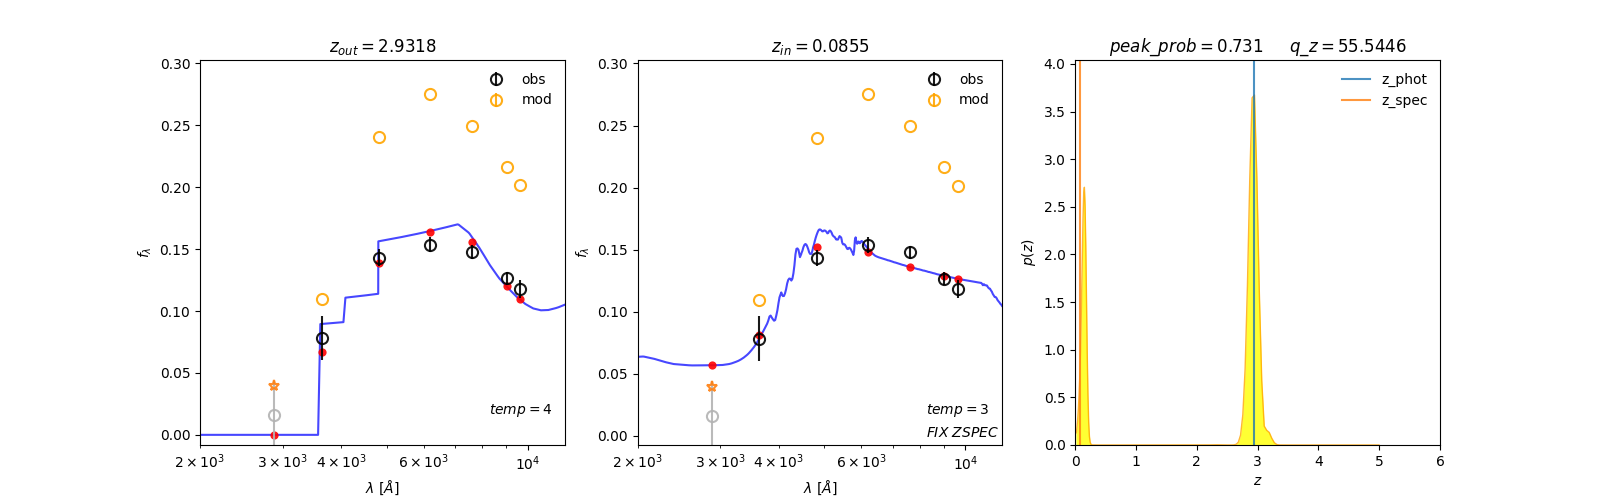 z_out = 2.9318
0.30
0.25
0.20
0.15
0.10
0.05
0.00
f_λ
obs
mod
temp = 4
2 × 10³ 3 × 10³ 4 × 10³ 6 × 10³ 10⁴
λ [Å]
z_in = 0.0855
0.30
0.25
0.20
0.15
0.10
0.05
0.00
f_λ
obs
mod
temp = 3
FIX ZSPEC
2 × 10³ 3 × 10³ 4 × 10³ 6 × 10³ 10⁴
λ [Å]
peak_prob = 0.731 q_z = 55.5446
4.0
3.5
3.0
2.5
2.0
1.5
1.0
0.5
0.0
p(z)
z_phot
z_spec
0 1 2 3 4 5 6
z